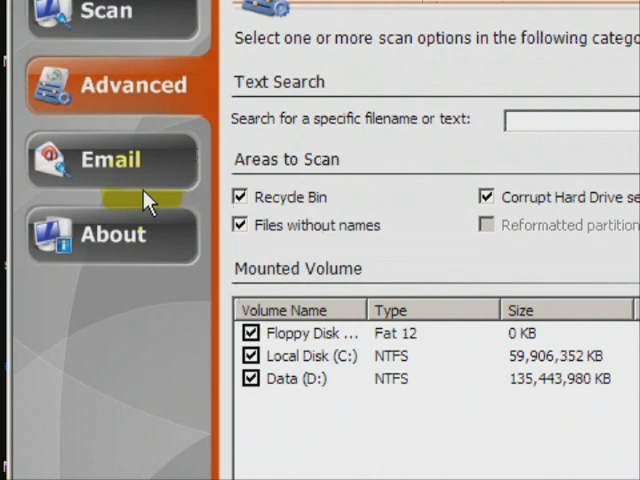 Scan
Select one or more scan options in the following catego
Advanced
Text Search
Search for a specific filename or text:
Email
Areas to Scan
Recycle Bin
Corrupt Hard Drive se
Files without names
Reformatted partition
About
Mounted Volume
Volume Name Type Size
Floppy Disk ... Fat 12 0 KB
Local Disk (C:) NTFS 59,906,352 KB
Data (D:) NTFS 135,443,980 KB